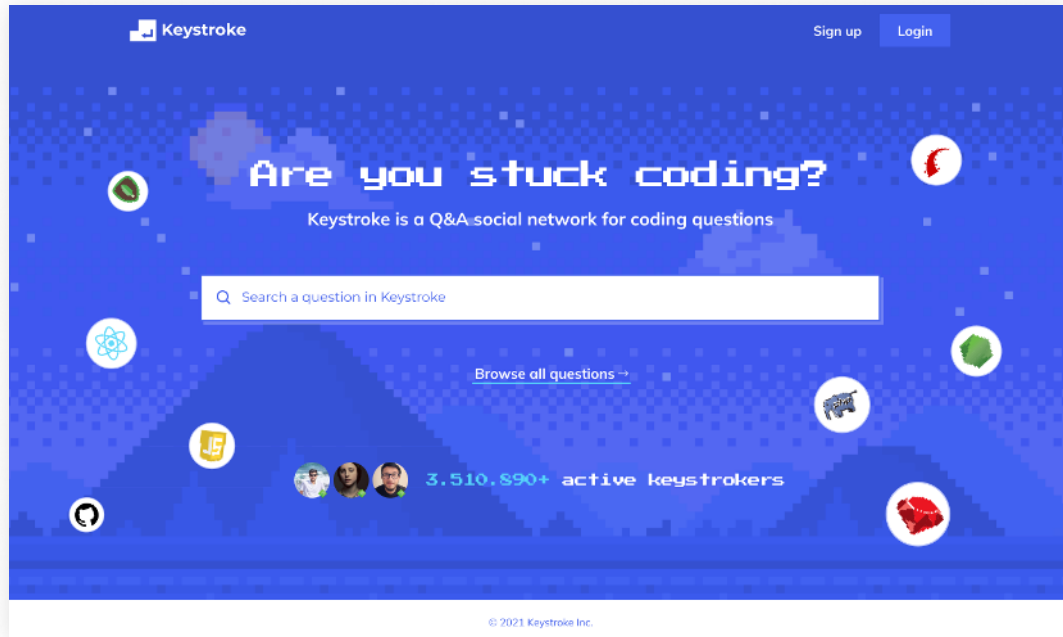 Keystroke
Sign up
Login
Are you stuck coding?
Keystroke is a Q&A social network for coding questions
Search a question in Keystroke
Browse all questions →
JS
3.510.890+ active keystrokers
© 2021 Keystroke Inc.